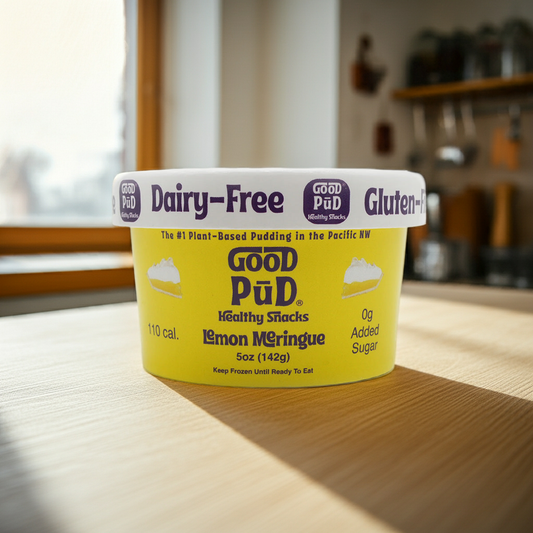 GOOD PūD Healthy Snacks
Dairy-Free
GOOD PūD Healthy Snacks
Gluten-F
The #1 Plant-Based Pudding in the Pacific NW
GOOD
PūD®
Healthy Snacks
110 cal.
Lemon Meringue
0g
Added
Sugar
5oz (142g)
Keep Frozen Until Ready To Eat